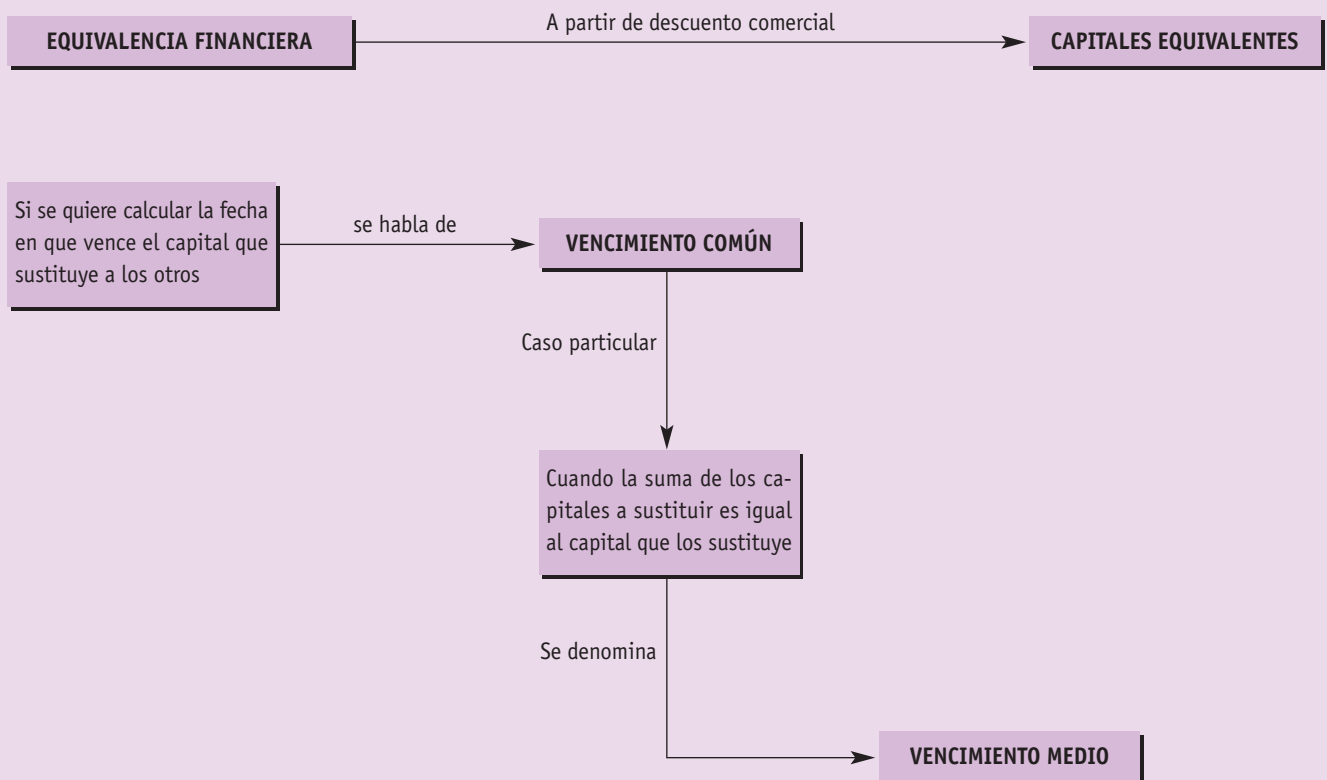 A partir de descuento comercial
EQUIVALENCIA FINANCIERA
CAPITALES EQUIVALENTES
Si se quiere calcular la fecha
en que vence el capital que
sustituye a los otros
se habla de
VENCIMIENTO COMÚN
Caso particular
Cuando la suma de los ca-
pitales a sustituir es igual
al capital que los sustituye
Se denomina
VENCIMIENTO MEDIO